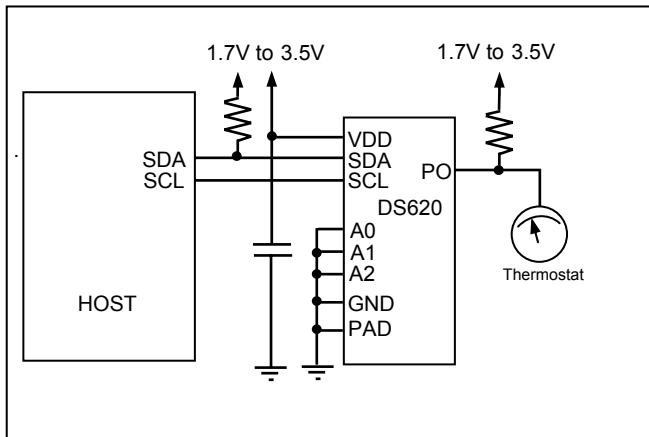 1.7V to 3.5V
1.7V to 3.5V
VDD
SDA
SDA
SCL
SCL
PO
DS620
A0
A1
A2
Thermostat
HOST
GND
PAD